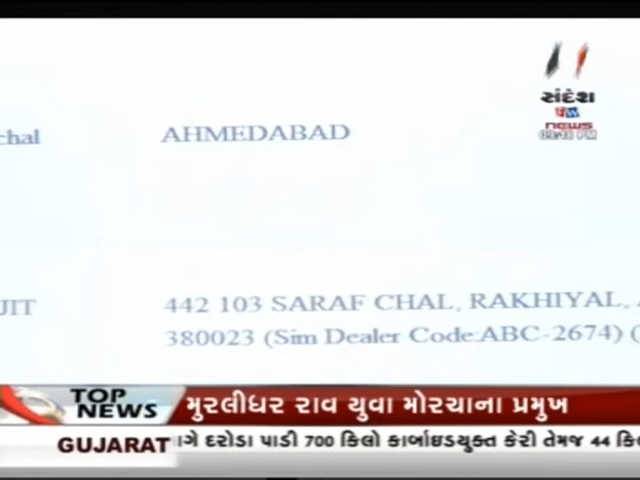 સંદેશ
news
chal AHMEDABAD
JIT 442 103 SARAF CHAL, RAKHIYAL,
380023 (Sim Dealer Code:ABC-2674)
TOP
NEWS
મુરલીધર રાવ યુવા મોરચાના પ્રમુખ
GUJARAT
ગે દરોડા પાડી 700 કિલો કાર્બાઇડયુક્ત કેરી તેમજ 44 કિ